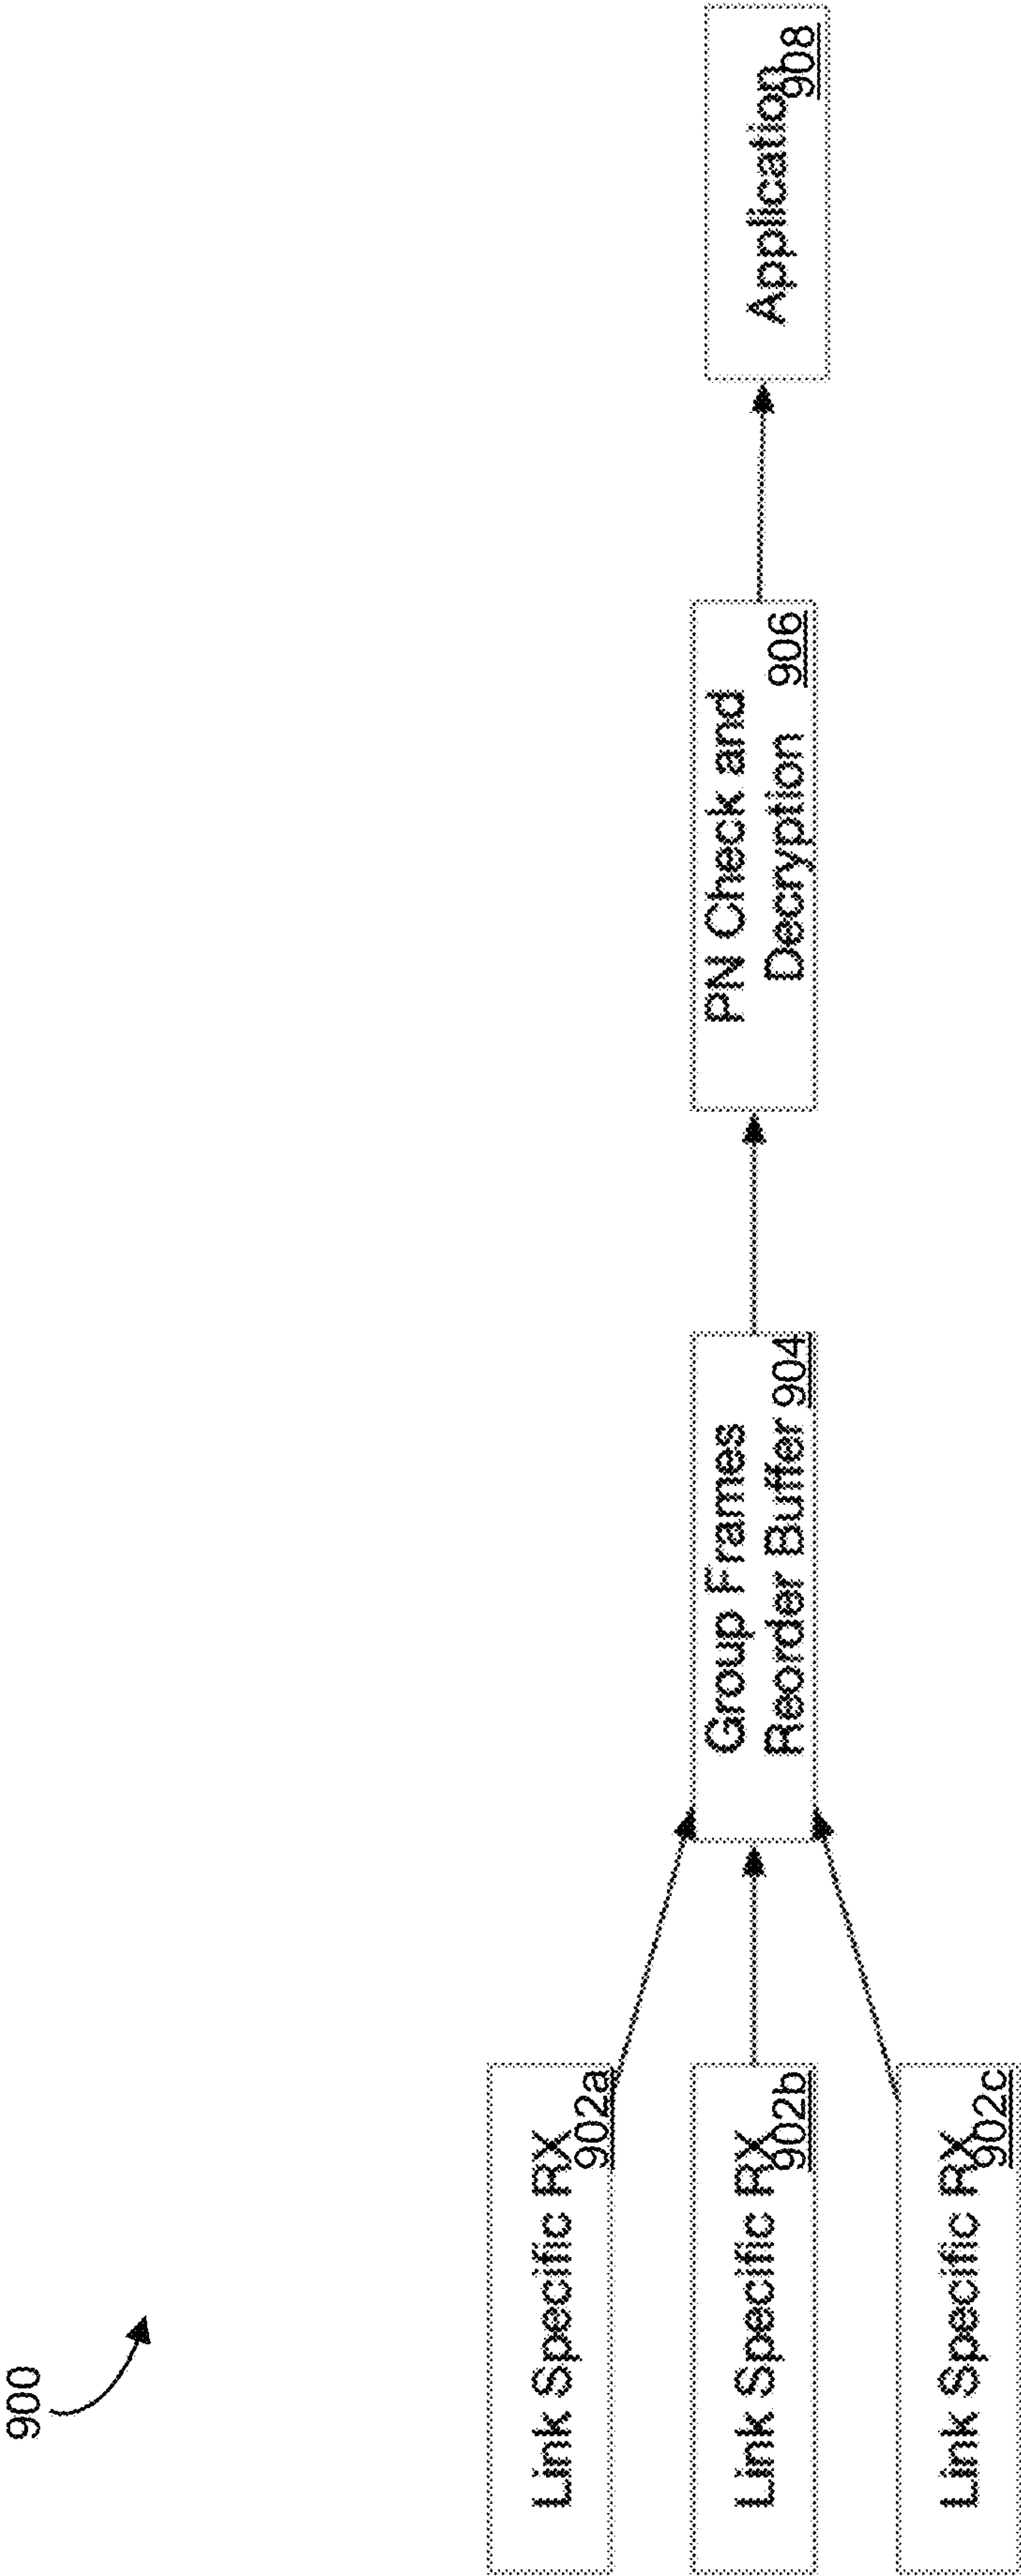 900
Link Specific RX
902a
Link Specific RX
902b
Link Specific RX
902c
Group Frames
Reorder Buffer 904
PN Check and
Decryption 906
Application
908